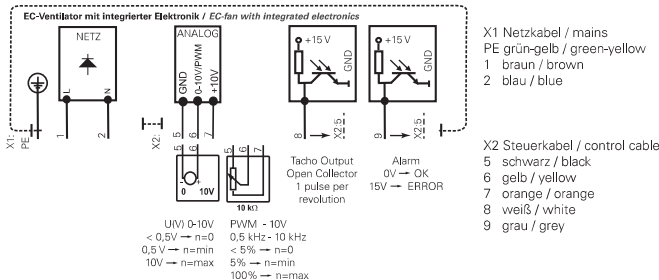 EC-Ventilator mit integrierter Elektronik / EC-fan with integrated electronics
NETZ
L
N
ANALOG
GND
0-10V/PWM
+10V
+15 V
GND
+15 V
GND
X1:
PE
1
2
X2:
5
6
7
5
6
5
6
7
8
X2:5
9
X2:5
- +
0 10V
10 kΩ
Tacho Output
Open Collector
1 pulse per
revolution
Alarm
0V → OK
15V → ERROR
U(V) 0-10V
< 0,5V → n=0
0,5 V → n=min
10V → n=max
PWM - 10V
0,5 kHz - 10 kHz
< 5% → n=0
5% → n=min
100% → n=max
X1 Netzkabel / mains
PE grün-gelb / green-yellow
1 braun / brown
2 blau / blue
X2 Steuerkabel / control cable
5 schwarz / black
6 gelb / yellow
7 orange / orange
8 weiß / white
9 grau / grey